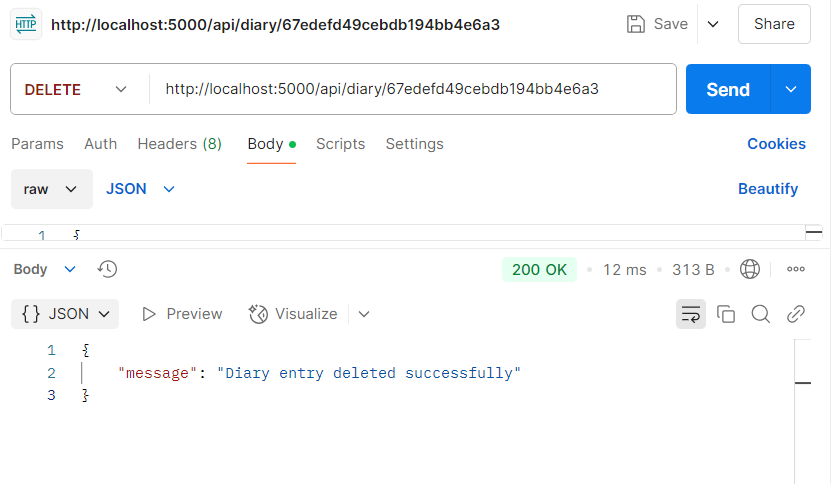 HTTP http://localhost:5000/api/diary/67edefd49cebdb194bb4e6a3 Save Share
DELETE http://localhost:5000/api/diary/67edefd49cebdb194bb4e6a3 Send
Params Auth Headers (8) Body Scripts Settings Cookies
raw JSON Beautify
1 {
Body 200 OK 12 ms 313 B
{} JSON Preview Visualize
1 {
2 "message": "Diary entry deleted successfully"
3 }